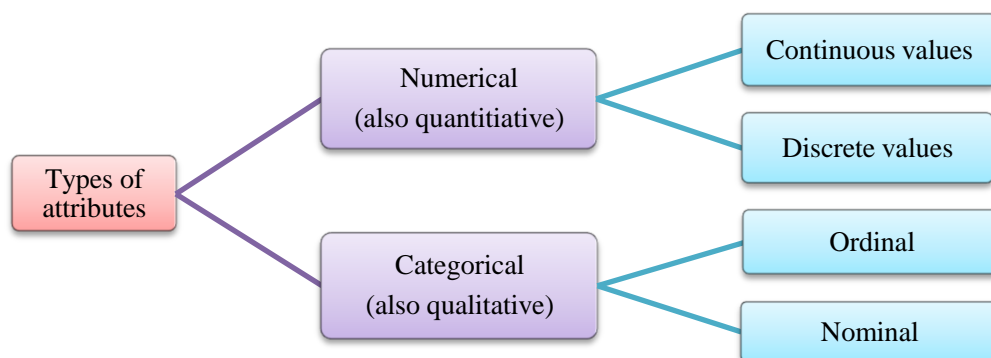 Types of
attributes
Numerical
(also quantitiative)
Continuous values
Discrete values
Categorical
(also qualitative)
Ordinal
Nominal